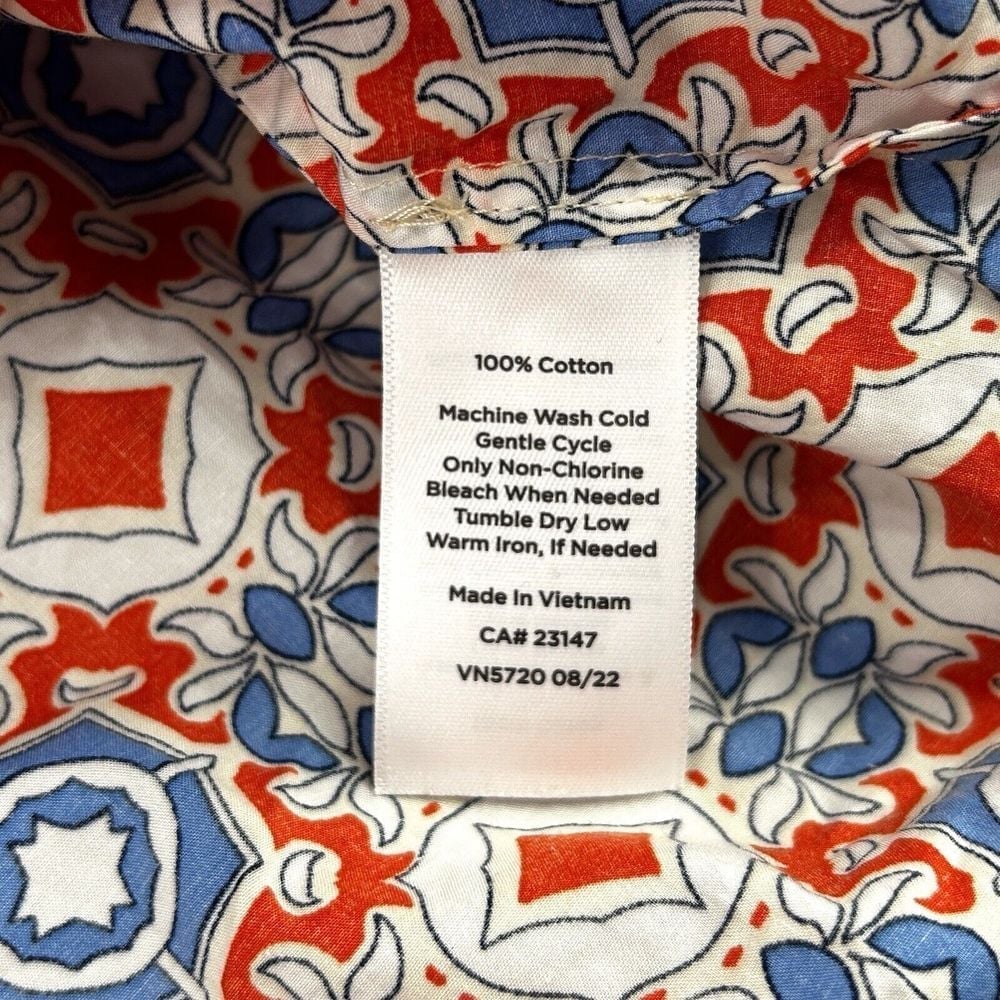 100% Cotton
Machine Wash Cold
Gentle Cycle
Only Non-Chlorine
Bleach When Needed
Tumble Dry Low
Warm Iron, If Needed
Made In Vietnam
CA# 23147
VN5720 08/22